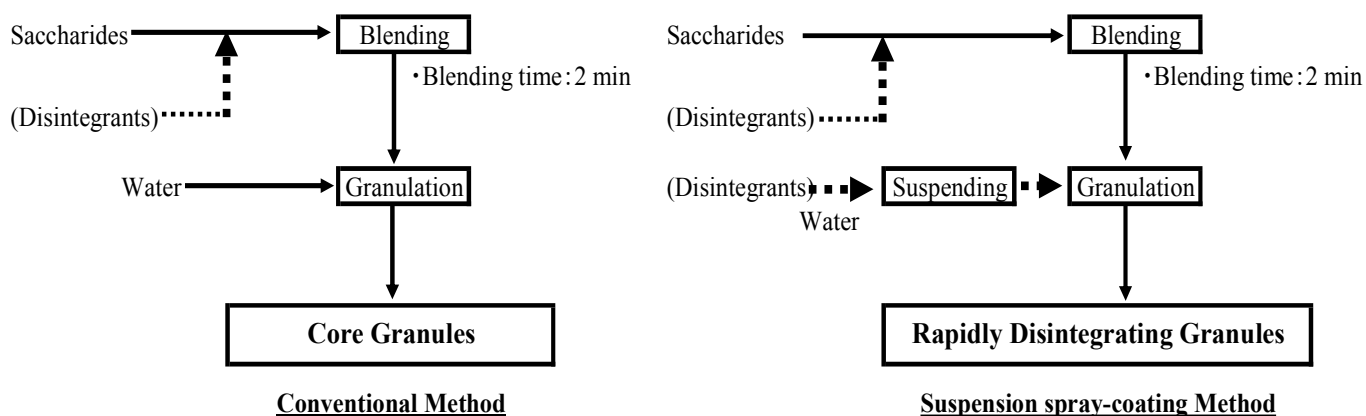 Saccharides
Blending
・Blending time：2 min
(Disintegrants)
Water
Granulation
Core Granules
Conventional Method
Saccharides
Blending
・Blending time：2 min
(Disintegrants)
(Disintegrants)
Suspending
Granulation
Water
Rapidly Disintegrating Granules
Suspension spray-coating Method